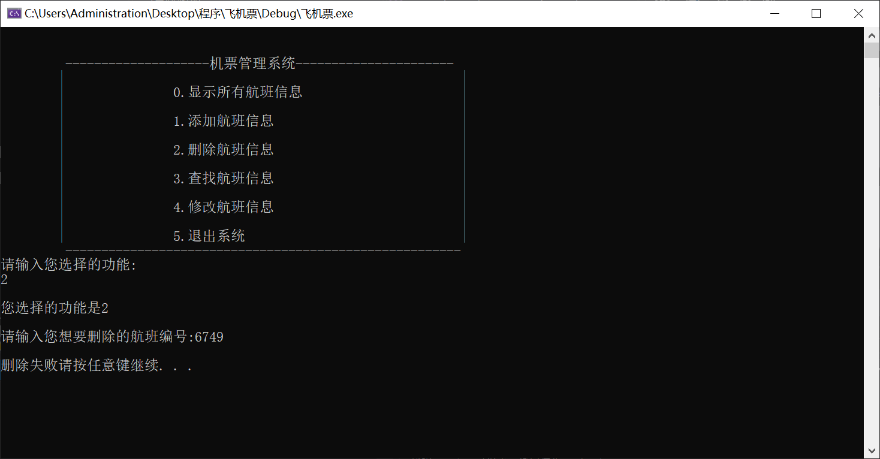 C:\Users\Administration\Desktop\程序\飞机票\Debug\飞机票.exe
--------------------机票管理系统----------------------
0.显示所有航班信息
1.添加航班信息
2.删除航班信息
3.查找航班信息
4.修改航班信息
5.退出系统
-------------------------------------------------------
请输入您选择的功能:
2
您选择的功能是2
请输入您想要删除的航班编号:6749
删除失败请按任意键继续. . .